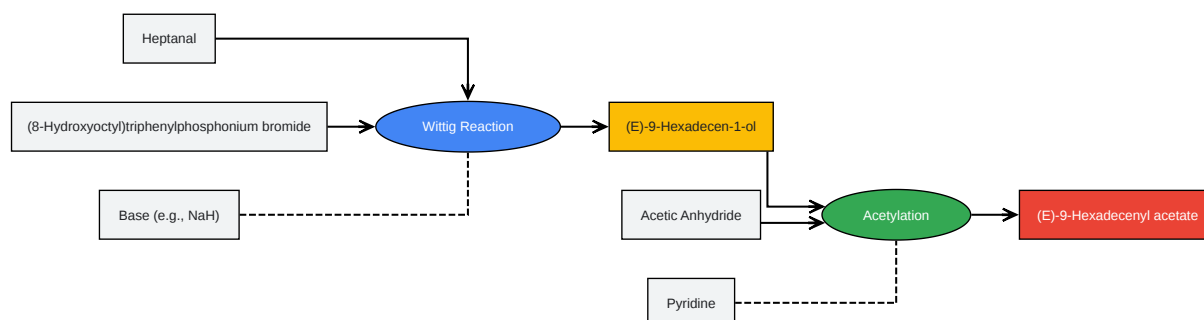 Heptanal
(8-Hydroxyoctyl)triphenylphosphonium bromide
Wittig Reaction
(E)-9-Hexadecen-1-ol
Base (e.g., NaH)
Acetic Anhydride
Acetylation
(E)-9-Hexadecenyl acetate
Pyridine